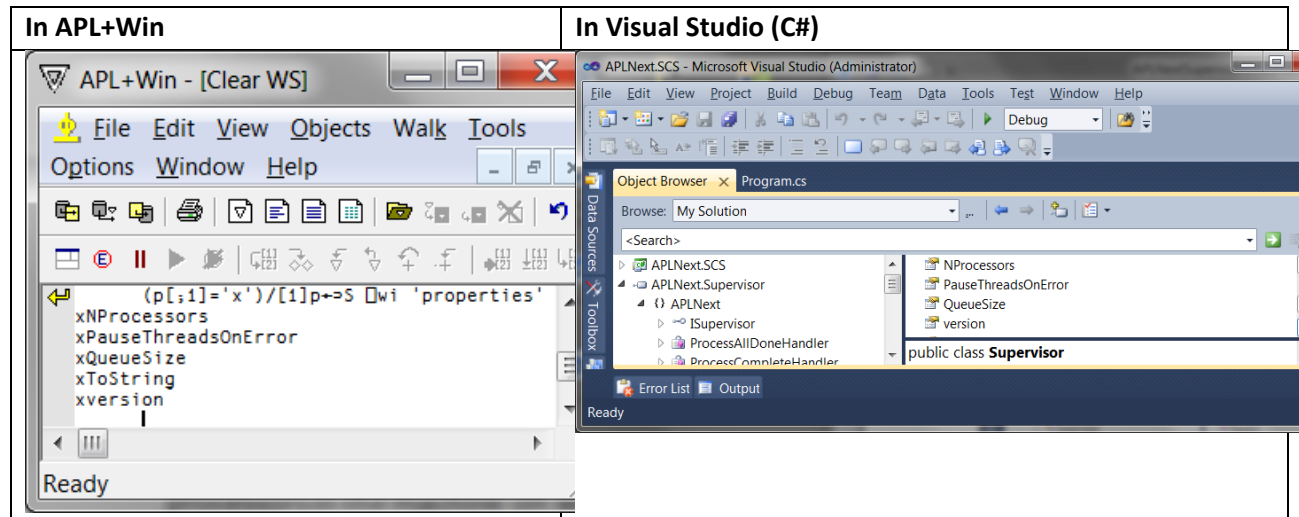 In APL+Win
In Visual Studio (C#)
APL+Win - [Clear WS]
File Edit View Objects Walk Tools
Options Window Help
(p[;1]='x')/[1]p←⊃S ⎕wi 'properties'
xNProcessors
xPauseThreadsOnError
xQueueSize
xToString
xversion
Ready
APLNext.SCS - Microsoft Visual Studio (Administrator)
File Edit View Project Build Debug Team Data Tools Test Window Help
Debug
Data Sources
Toolbox
Object Browser Program.cs
Browse: My Solution
<Search>
APLNext.SCS
APLNext.Supervisor
{} APLNext
ISupervisor
ProcessAllDoneHandler
ProcessCompleteHandler
NProcessors
PauseThreadsOnError
QueueSize
version
public class Supervisor
Error List Output
Ready